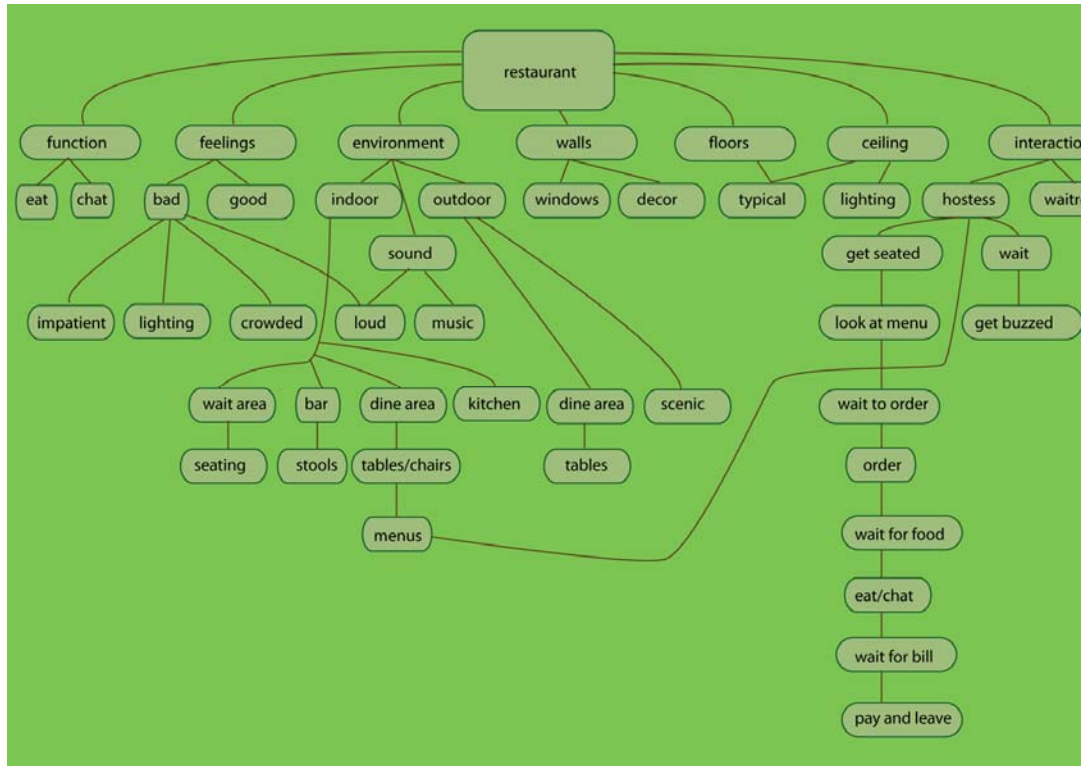 restaurant
function
feelings
environment
walls
floors
ceiling
interactio
eat
chat
bad
good
indoor
outdoor
windows
decor
typical
lighting
hostess
waitr
sound
get seated
wait
impatient
lighting
crowded
loud
music
look at menu
get buzzed
wait area
bar
dine area
kitchen
dine area
scenic
wait to order
seating
stools
tables/chairs
tables
order
menus
wait for food
eat/chat
wait for bill
pay and leave